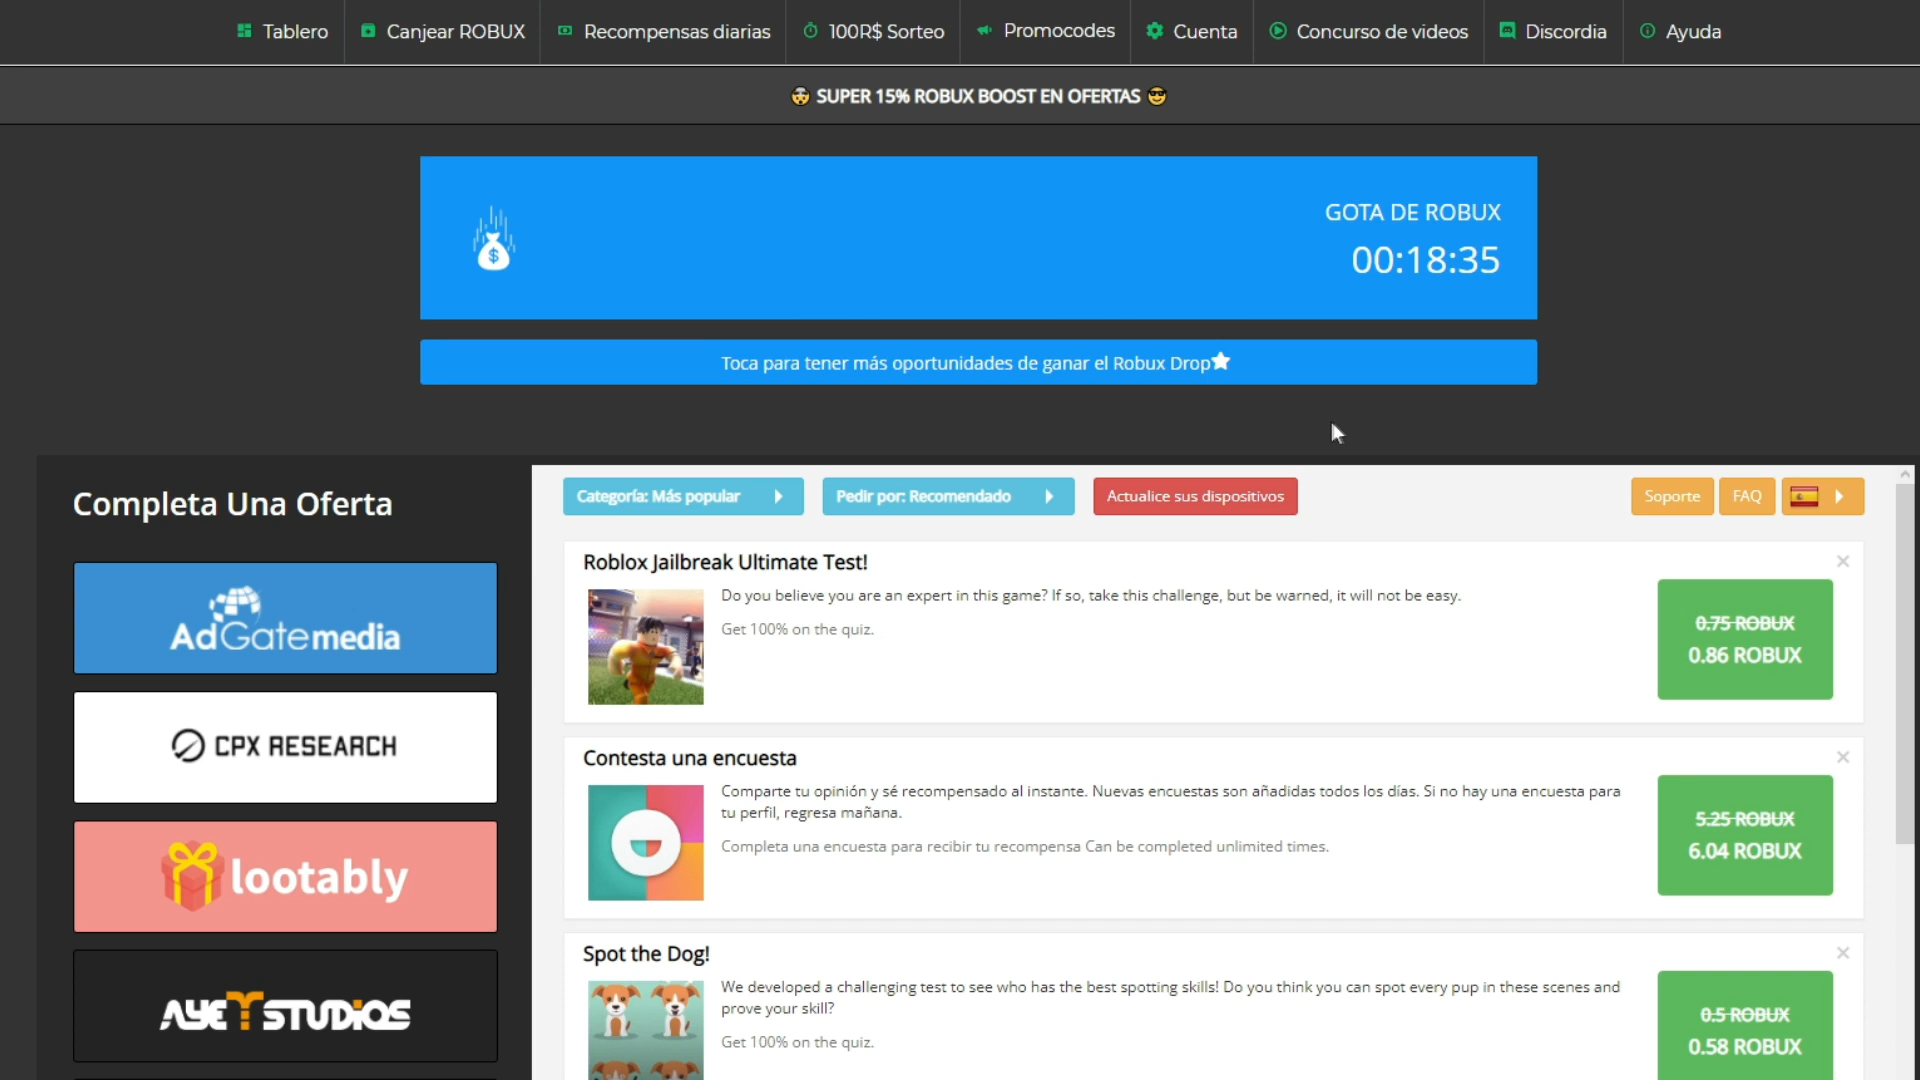 Tablero
Canjear ROBUX
Recompensas diarias
100R$ Sorteo
Promocodes
Cuenta
Concurso de videos
Discordia
Ayuda
SUPER 15% ROBUX BOOST EN OFERTAS
GOTA DE ROBUX
00:18:35
Toca para tener más oportunidades de ganar el Robux Drop
Completa Una Oferta
AdGatemedia
CPX RESEARCH
lootably
AYET STUDIOS
Categoría: Más popular
Pedir por: Recomendado
Actualice sus dispositivos
Soporte
FAQ
Roblox Jailbreak Ultimate Test!
Do you believe you are an expert in this game? If so, take this challenge, but be warned, it will not be easy.
Get 100% on the quiz.
0.75 ROBUX
0.86 ROBUX
Contesta una encuesta
Comparte tu opinión y sé recompensado al instante. Nuevas encuestas son añadidas todos los días. Si no hay una encuesta para
tu perfil, regresa mañana.
Completa una encuesta para recibir tu recompensa Can be completed unlimited times.
5.25 ROBUX
6.04 ROBUX
Spot the Dog!
We developed a challenging test to see who has the best spotting skills! Do you think you can spot every pup in these scenes and
prove your skill?
Get 100% on the quiz.
0.5 ROBUX
0.58 ROBUX